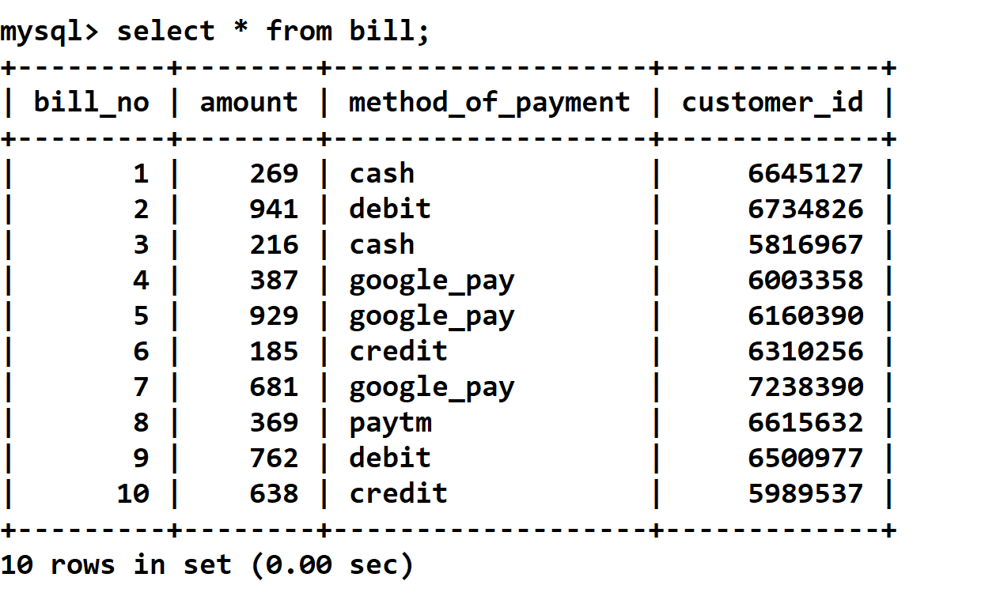 mysql> select * from bill;
+---------+--------+-------------------+-------------+
| bill_no | amount | method_of_payment | customer_id |
+---------+--------+-------------------+-------------+
|       1 |    269 | cash              |     6645127 |
|       2 |    941 | debit             |     6734826 |
|       3 |    216 | cash              |     5816967 |
|       4 |    387 | google_pay        |     6003358 |
|       5 |    929 | google_pay        |     6160390 |
|       6 |    185 | credit            |     6310256 |
|       7 |    681 | google_pay        |     7238390 |
|       8 |    369 | paytm             |     6615632 |
|       9 |    762 | debit             |     6500977 |
|      10 |    638 | credit            |     5989537 |
+---------+--------+-------------------+-------------+
10 rows in set (0.00 sec)